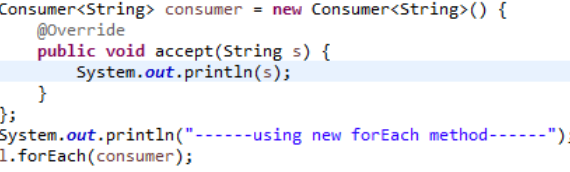 Consumer<String> consumer = new Consumer<String>() {
@Override
public void accept(String s) {
System.out.println(s);
}
};
System.out.println("------using new forEach method------");
l.forEach(consumer);